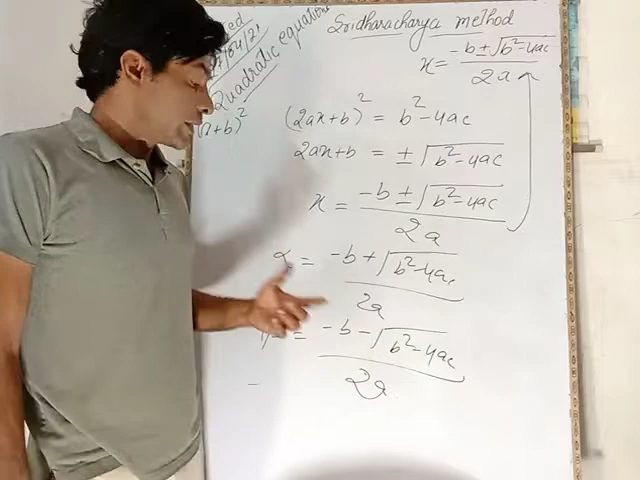 Quadratic equations
Sridharacharya method
x = -b ± √b² - 4ac / 2a
+ b)²
(2ax + b)² = b² - 4ac
2ax + b = ± √b² - 4ac
x = -b ± √b² - 4ac / 2a
= -b + √b² - 4ac / 2a
= -b - √b² - 4ac / 2a